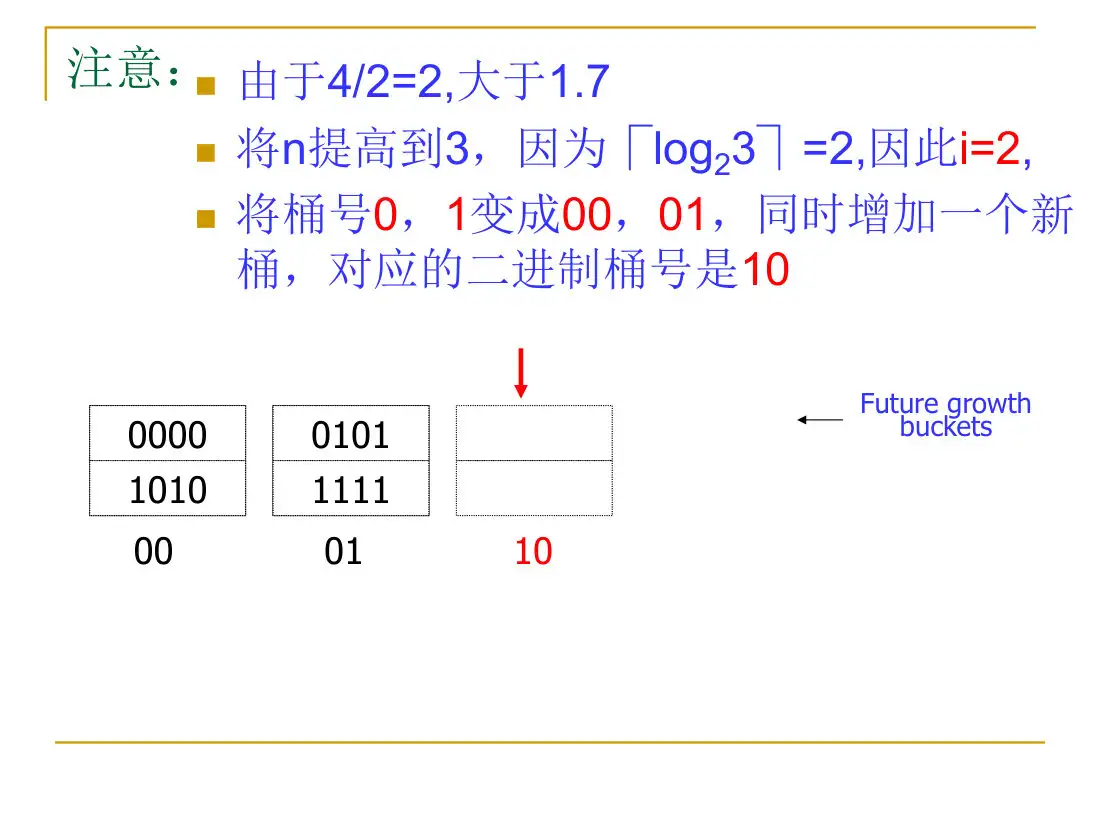 注意：
由于4/2=2,大于1.7
将n提高到3，因为⌈log₂3⌉ =2,因此i=2,
将桶号0，1变成00，01，同时增加一个新
桶，对应的二进制桶号是10
Future growth
buckets
0000 0101
1010 1111
00 01 10